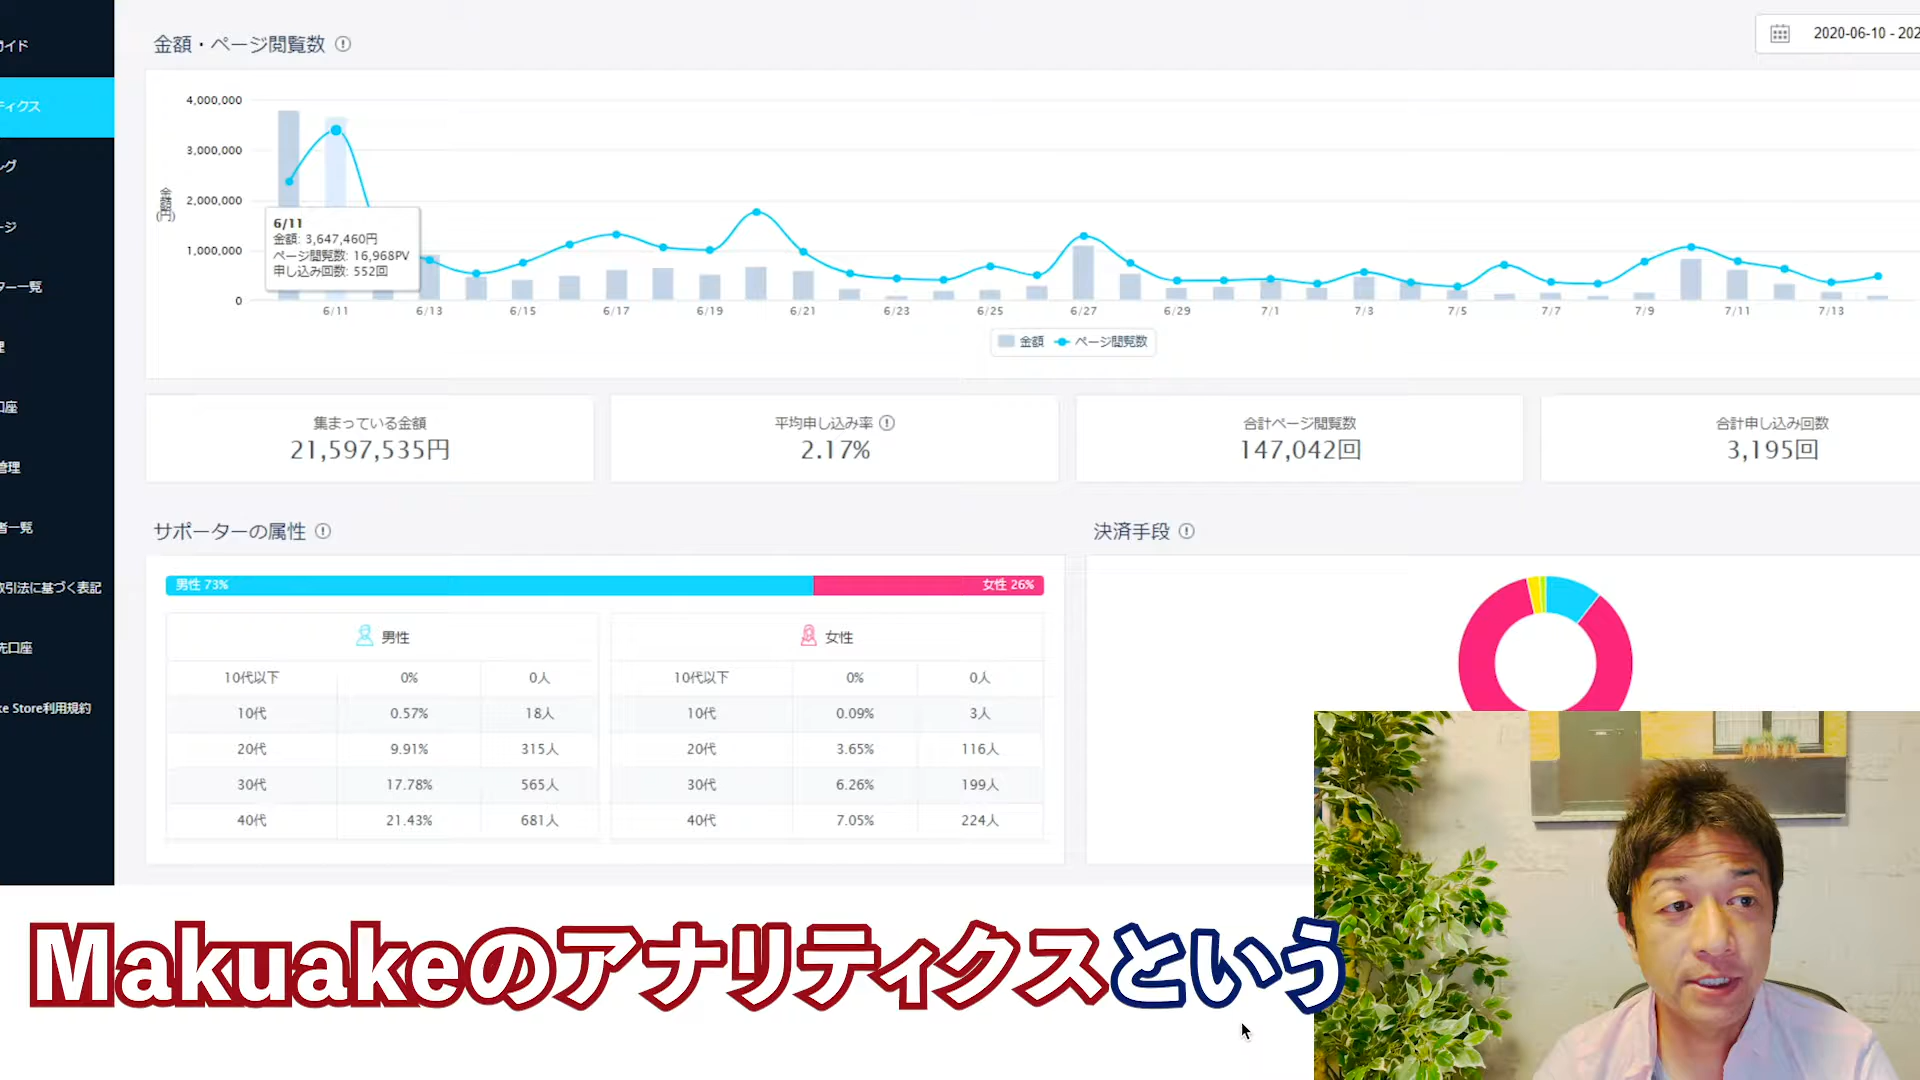 イド
ティクス
ング
ージ
ター一覧
理
口座
管理
者一覧
取引法に基づく表記
先口座
ke Store利用規約
金額・ページ閲覧数
2020-06-10 - 202
金額(円)
4,000,000
3,000,000
2,000,000
1,000,000
0
6/11
金額: 3,647,460円
ページ閲覧数: 16,968PV
申し込み回数: 552回
6/11 6/13 6/15 6/17 6/19 6/21 6/23 6/25 6/27 6/29 7/1 7/3 7/5 7/7 7/9 7/11 7/13
金額 ページ閲覧数
集まっている金額
21,597,535円
平均申し込み率
2.17%
合計ページ閲覧数
147,042回
合計申し込み回数
3,195回
サポーターの属性
男性 73% 女性 26%
男性
10代以下 0% 0人
10代 0.57% 18人
20代 9.91% 315人
30代 17.78% 565人
40代 21.43% 681人
女性
10代以下 0% 0人
10代 0.09% 3人
20代 3.65% 116人
30代 6.26% 199人
40代 7.05% 224人
決済手段
Makuakeのアナリティクスという